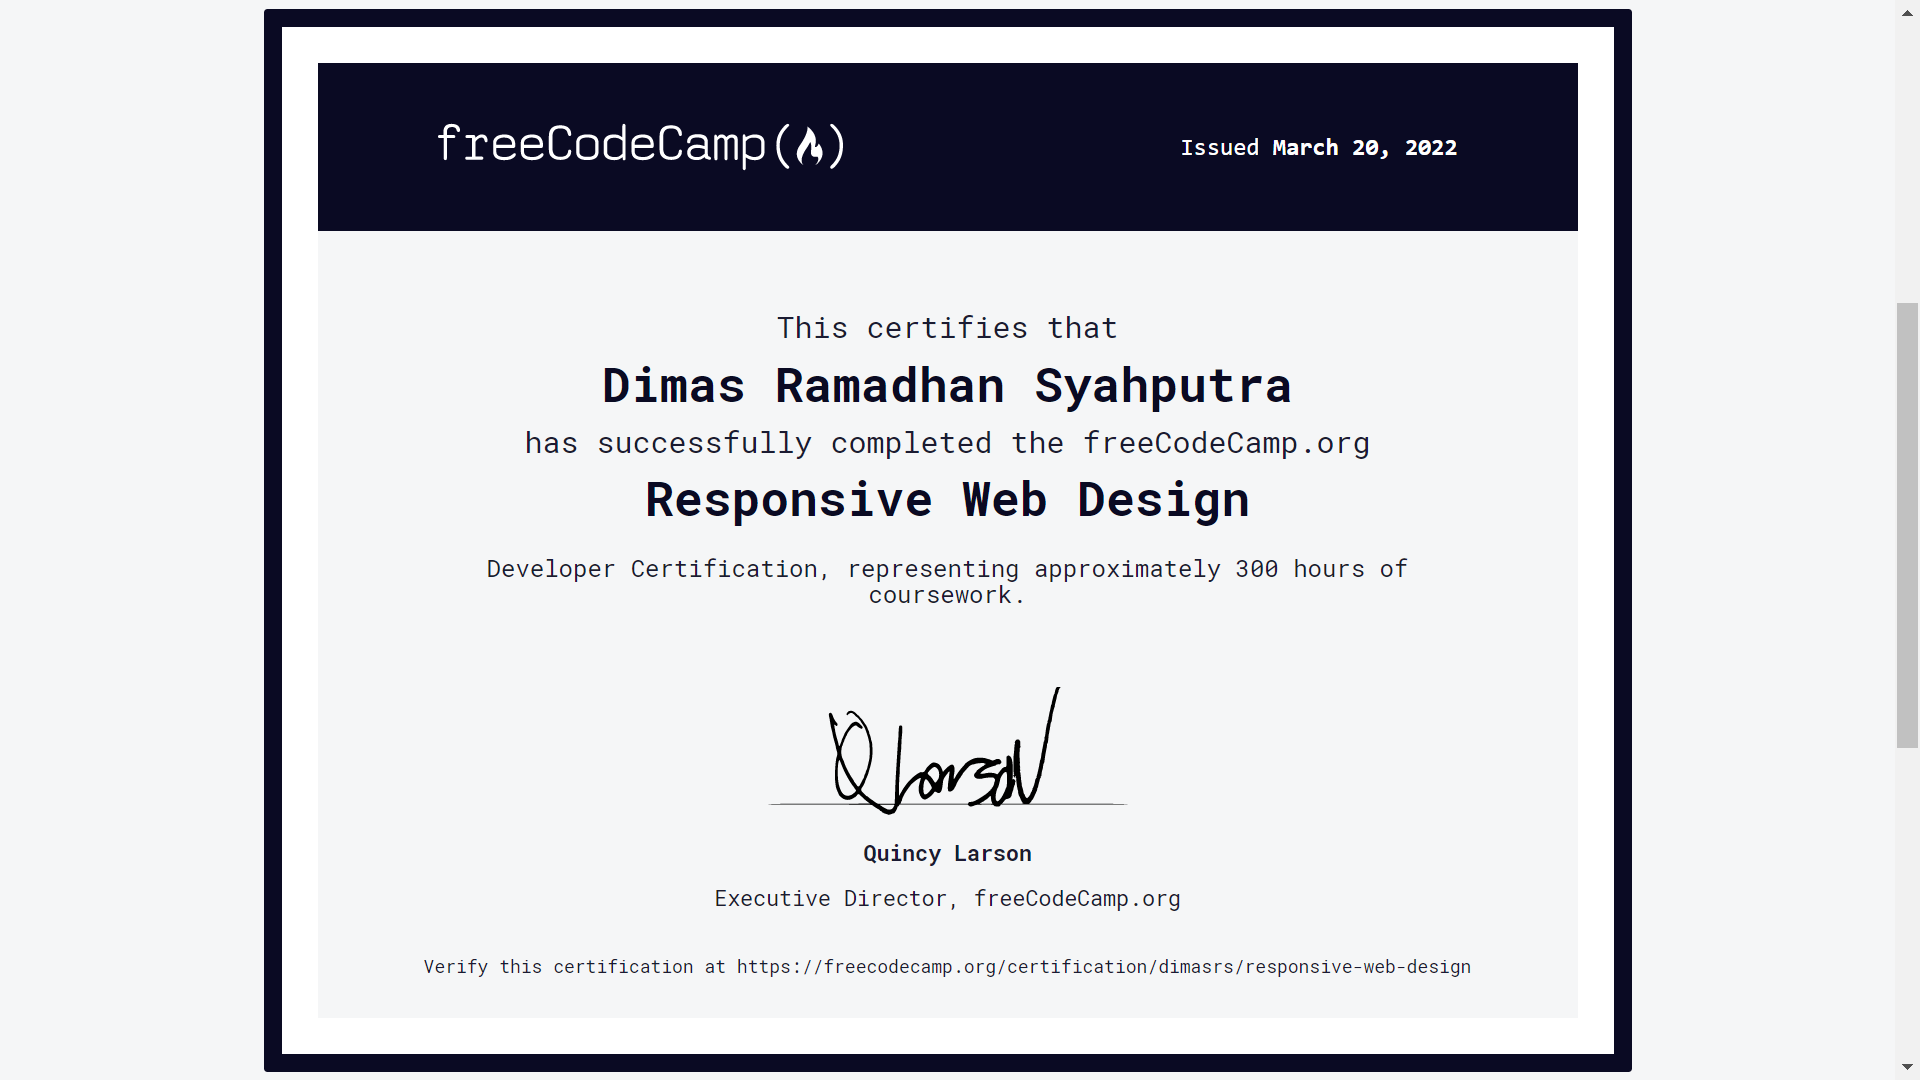 freeCodeCamp(🔥)
Issued March 20, 2022
This certifies that
Dimas Ramadhan Syahputra
has successfully completed the freeCodeCamp.org
Responsive Web Design
Developer Certification, representing approximately 300 hours of
coursework.
QLarson
Quincy Larson
Executive Director, freeCodeCamp.org
Verify this certification at https://freecodecamp.org/certification/dimasrs/responsive-web-design